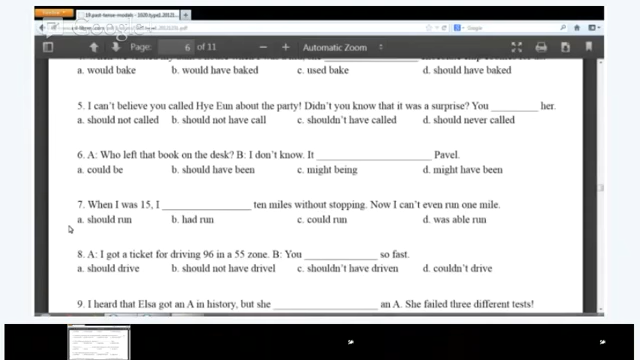 Page: 6 of 11 Automatic Zoom
a. would bake b. would have baked c. used bake d. should have baked
5. I can't believe you called Hye Eun about the party! Didn't you know that it was a surprise? You ________ her.
a. should not called b. should not have call c. shouldn't have called d. should never called
6. A: Who left that book on the desk? B: I don't know. It ____________________ Pavel.
a. could be b. should have been c. might being d. might have been
7. When I was 15, I ________________ ten miles without stopping. Now I can't even run one mile.
a. should run b. had run c. could run d. was able run
8. A: I got a ticket for driving 96 in a 55 zone. B: You _____________ so fast.
a. should drive b. should not have drivel c. shouldn't have driven d. couldn't drive
9. I heard that Elsa got an A in history, but she __________________ an A. She failed three different tests!